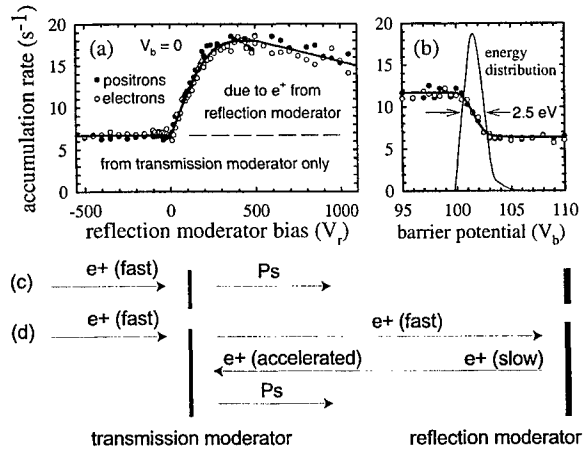 accumulation rate (s⁻¹)
20
15
10
5
0
(a)
V_b = 0
positrons
electrons
due to e⁺ from
reflection moderator
from transmission moderator only
-500
0
500
1000
reflection moderator bias (V_r)
20
15
10
5
0
(b)
energy
distribution
2.5 eV
95
99
101
105
110
barrier potential (V_b)
(c)
e+ (fast)
Ps
(d)
e+ (fast)
e+ (fast)
e+ (accelerated)
e+ (slow)
Ps
transmission moderator
reflection moderator